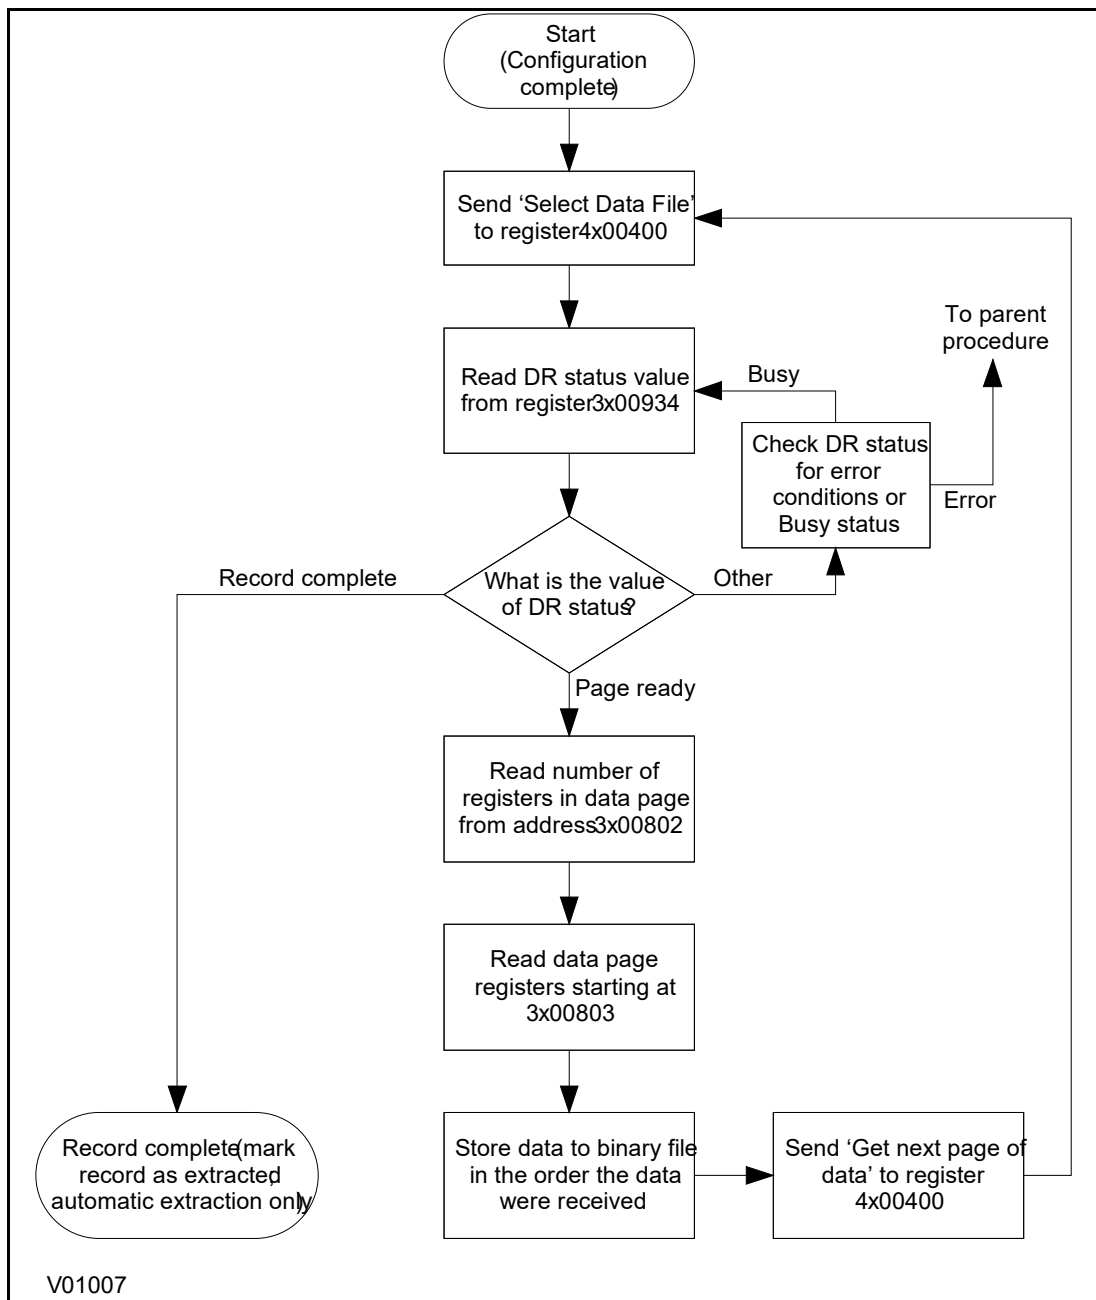 Start
(Configuration
complete)
Send ‘Select Data File’
to register4x00400
To parent
procedure
Read DR status value
from register3x00934
Busy
Check DR status
for error
conditions or
Busy status
Error
Record complete
What is the value
of DR status?
Other
Page ready
Read number of
registers in data page
from address3x00802
Read data page
registers starting at
3x00803
Record complete(mark
record as extracted,
automatic extraction only)
Store data to binary file
in the order the data
were received
Send ‘Get next page of
data’ to register
4x00400
V01007